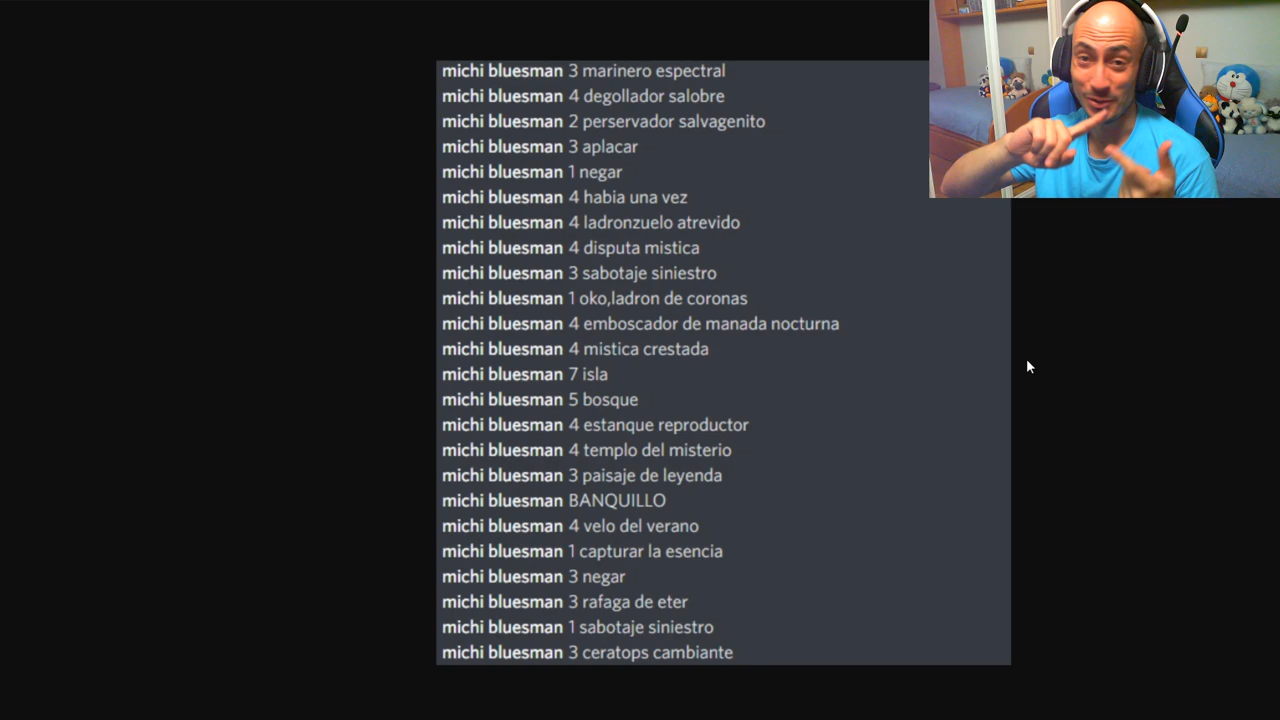 michi bluesman 3 marinero espectral
michi bluesman 4 degollador salobre
michi bluesman 2 perservador salvagenito
michi bluesman 3 aplacar
michi bluesman 1 negar
michi bluesman 4 habia una vez
michi bluesman 4 ladronzuelo atrevido
michi bluesman 4 disputa mistica
michi bluesman 3 sabotaje siniestro
michi bluesman 1 oko,ladron de coronas
michi bluesman 4 emboscador de manada nocturna
michi bluesman 4 mistica crestada
michi bluesman 7 isla
michi bluesman 5 bosque
michi bluesman 4 estanque reproductor
michi bluesman 4 templo del misterio
michi bluesman 3 paisaje de leyenda
michi bluesman BANQUILLO
michi bluesman 4 velo del verano
michi bluesman 1 capturar la esencia
michi bluesman 3 negar
michi bluesman 3 rafaga de eter
michi bluesman 1 sabotaje siniestro
michi bluesman 3 ceratops cambiante